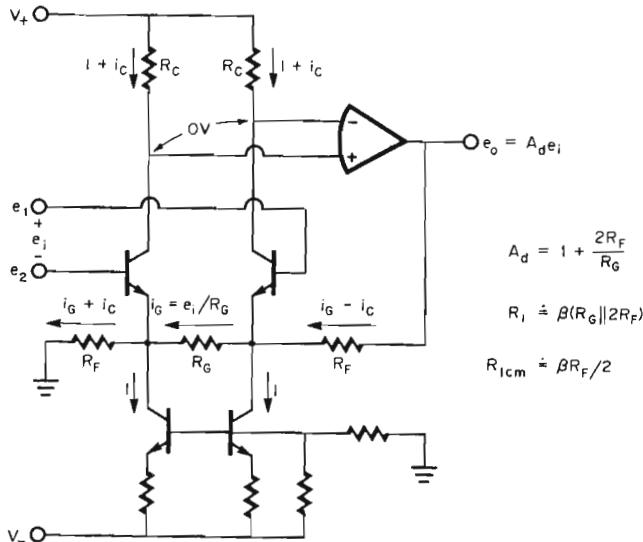 V+
I + iC
RC
RC
I + iC
0V
−
+
eo = Adei
e1
+
ei
−
e2
Ad = 1 + 2RF/RG
iG + iC
iG = ei/RG
iG − iC
Ri ≐ β(RG||2RF)
RF
RG
RF
RIcm ≐ βRF/2
I
I
V−